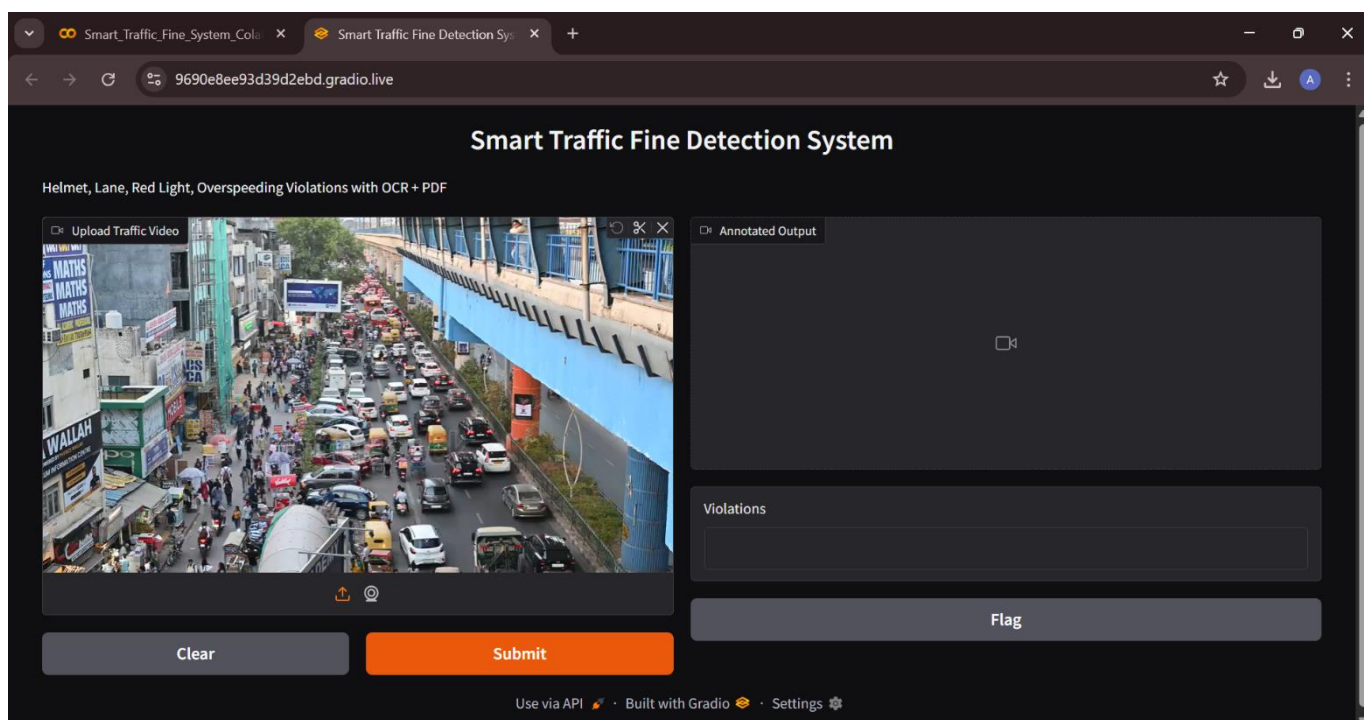 Smart_Traffic_Fine_System_Cola
Smart Traffic Fine Detection Sys
9690e8ee93d39d2ebd.gradio.live
A
Smart Traffic Fine Detection System
Helmet, Lane, Red Light, Overspeeding Violations with OCR + PDF
Upload Traffic Video
MATHS
MATHS
MATHS
CS
CA
WALLAH
Annotated Output
Violations
Flag
Clear
Submit
Use via API · Built with Gradio · Settings